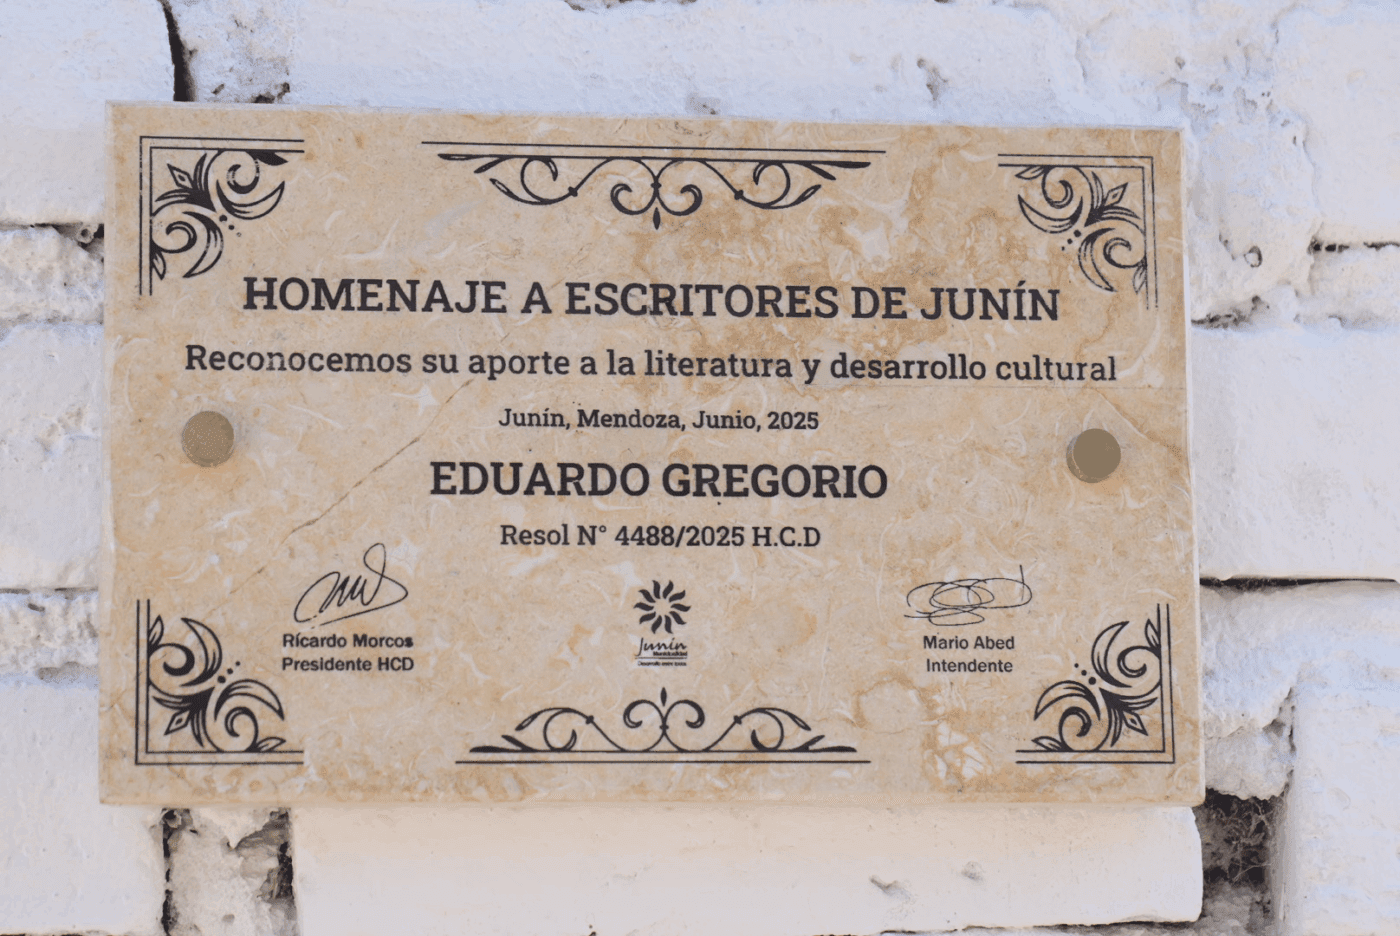 HOMENAJE A ESCRITORES DE JUNÍN
Reconocemos su aporte a la literatura y desarrollo cultural
Junín, Mendoza, Junio, 2025
EDUARDO GREGORIO
Resol N° 4488/2025 H.C.D
Ricardo Morcos
Presidente HCD
Junín
Municipalidad
Mario Abed
Intendente